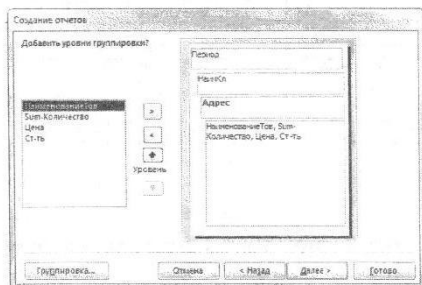 Создание отчетов
Добавить уровни группировки?
НаименованиеТов
Sum-Количество
Цена
Ст-ть
>
<
Уровень
Период
НаимКл
Адрес
НаименованиеТов, Sum-
Количество, Цена, Ст-ть
Группировка...
Отмена
< Назад
Далее >
Готово